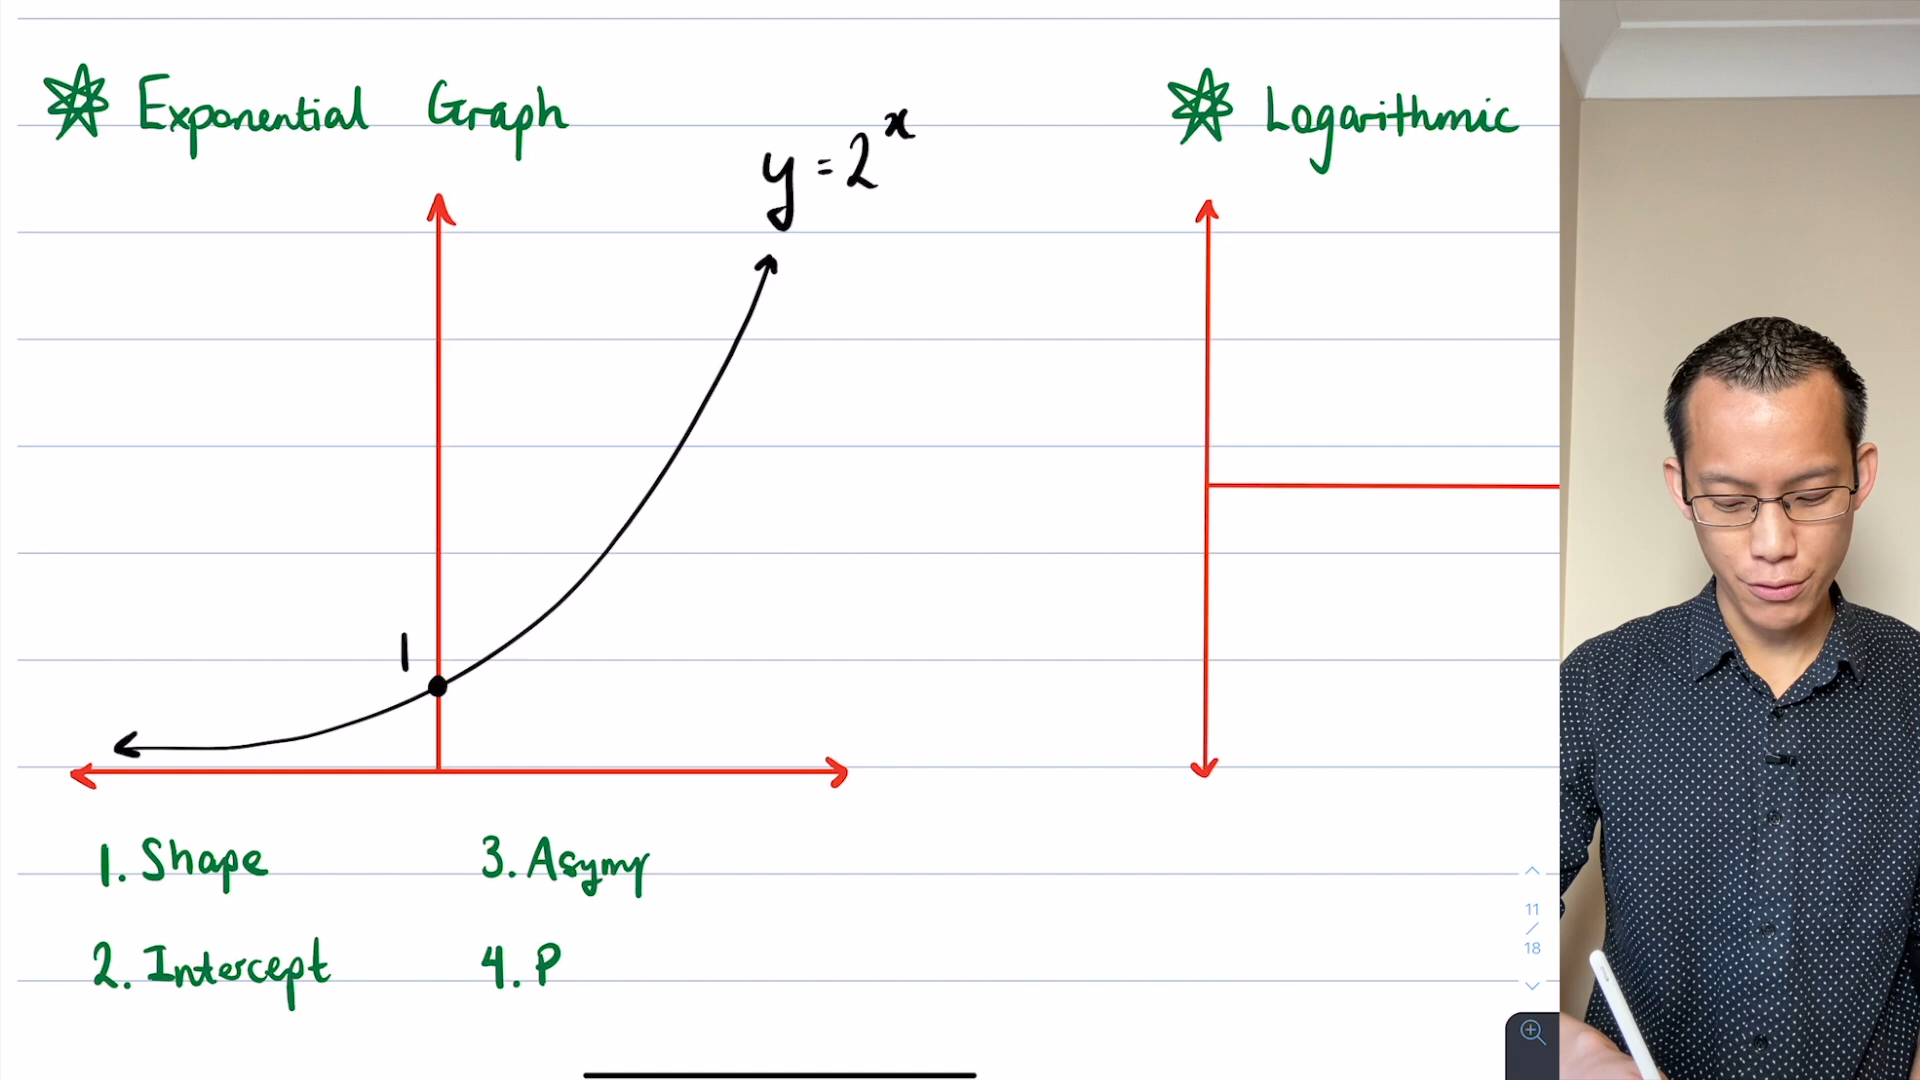 Exponential Graph
y = 2^x
1
1. Shape
3. Asymp
2. Intercept
4. P
Logarithmic
11
/
18